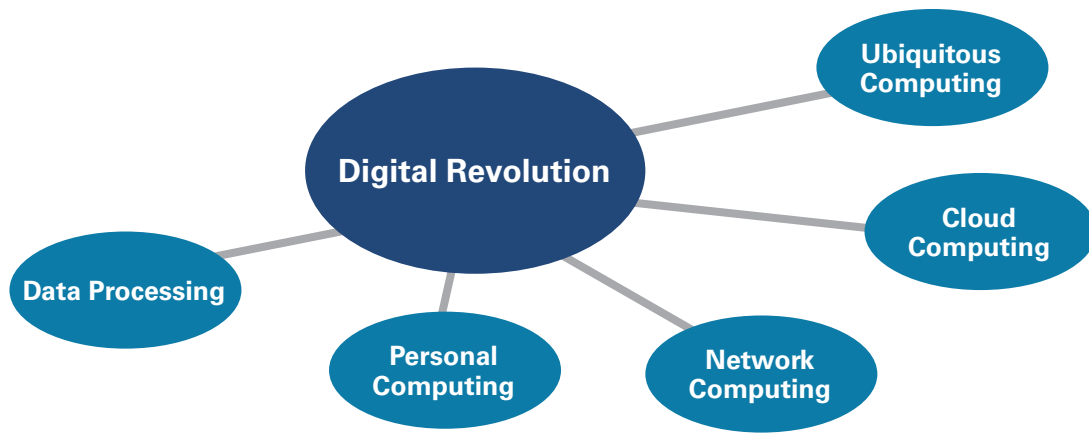 Digital Revolution
Ubiquitous
Computing
Cloud
Computing
Network
Computing
Personal
Computing
Data Processing